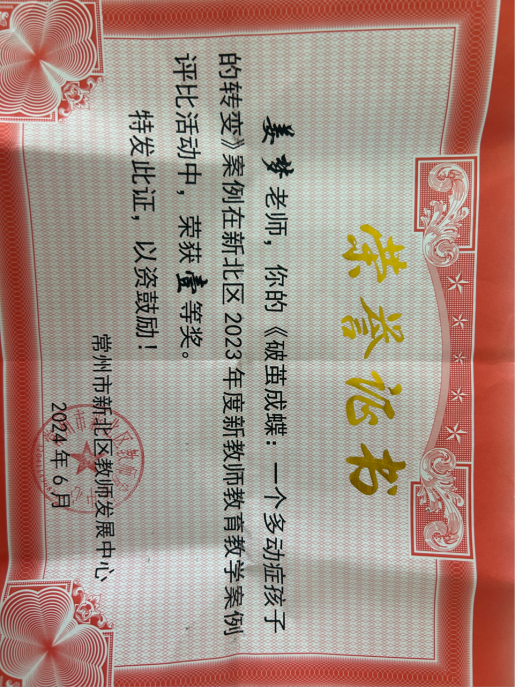 荣誉证书
姜梦老师，你的《破茧成蝶：一个多动症孩子
的转变》案例在新北区2023年度新教师教育教学案例
评比活动中，荣获壹等奖。
特发此证，以资鼓励！
常州市新北区教师发展中心
2024年6月